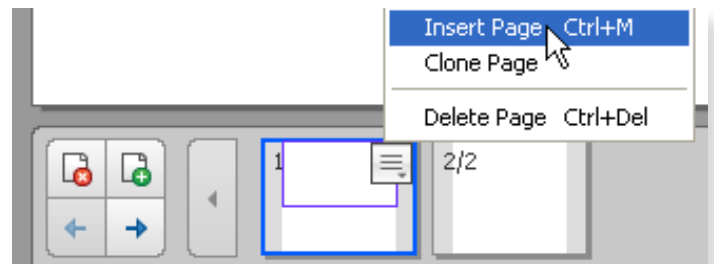 Insert Page Ctrl+M
Clone Page
Delete Page Ctrl+Del
1
2/2